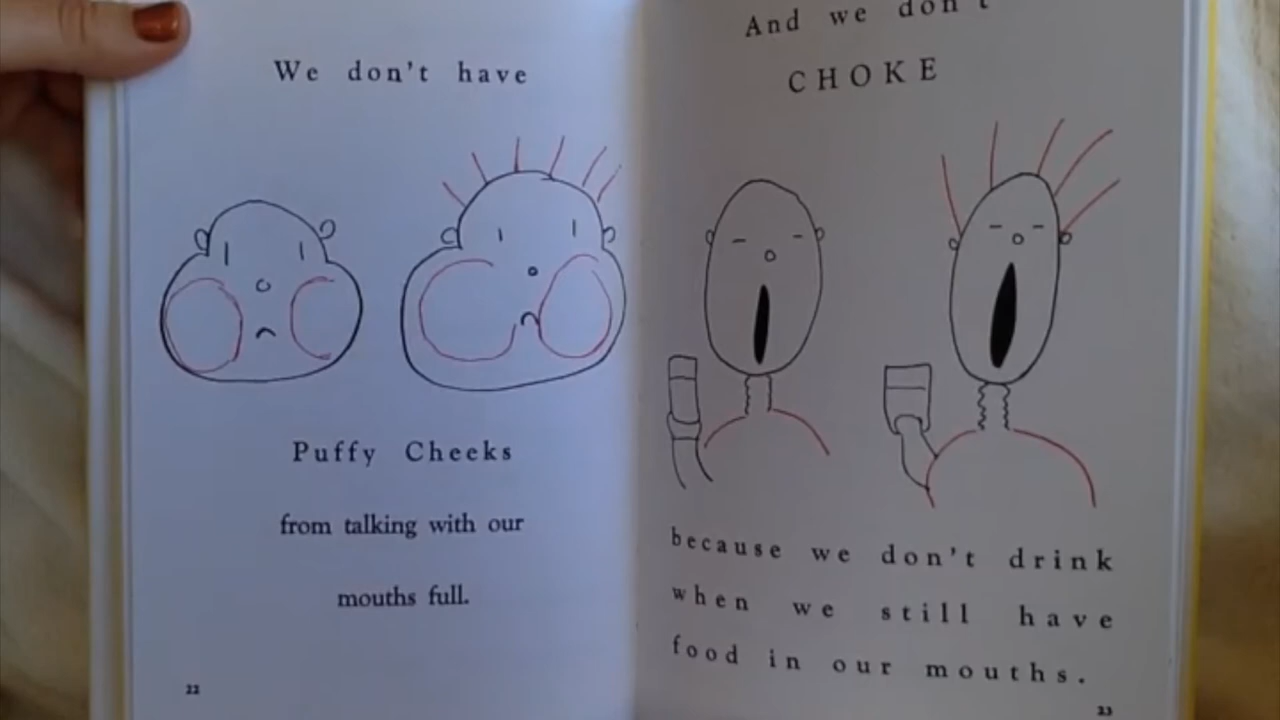 We don't have
Puffy Cheeks
from talking with our
mouths full.
22
And we don't
CHOKE
because we don't drink
when we still have
food in our mouths.
23